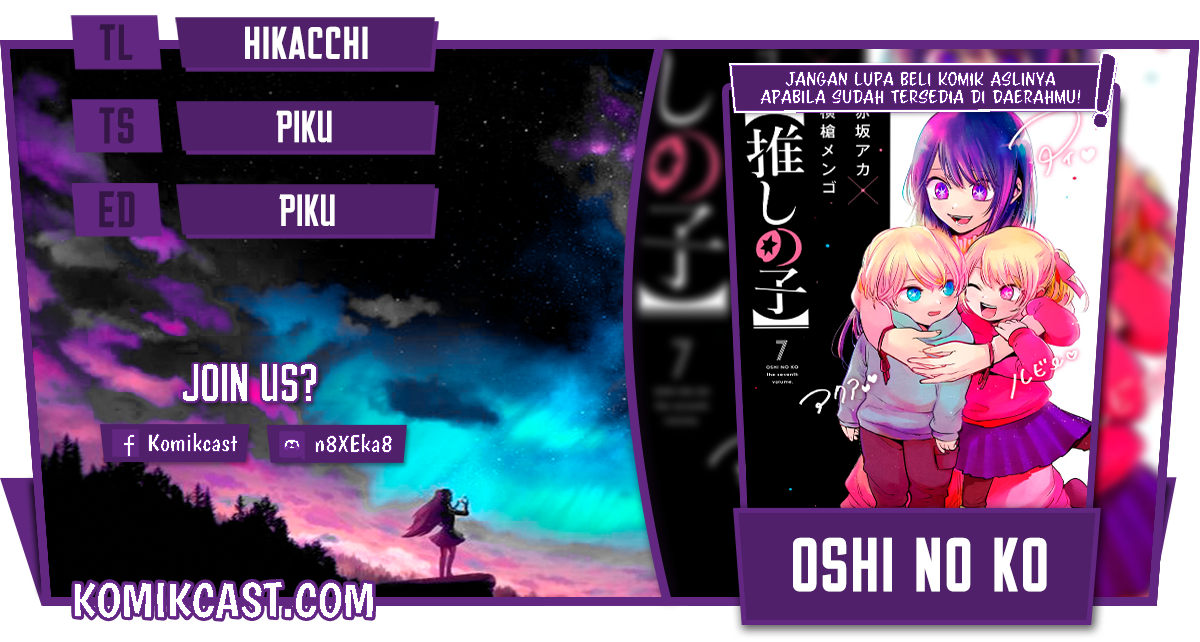 TL HIKACCHI
TS PIKU
ED PIKU
JOIN US?
Komikcast
n8XEka8
KOMIKCAST.COM
JANGAN LUPA BELI KOMIK ASLINYA
APABILA SUDAH TERSEDIA DI DAERAHMU!
赤坂アカ×
横槍メンゴ
【推しの子】
7
OSHI NO KO
the seventh
volume.
アイ
アクア
ルビー
OSHI NO KO